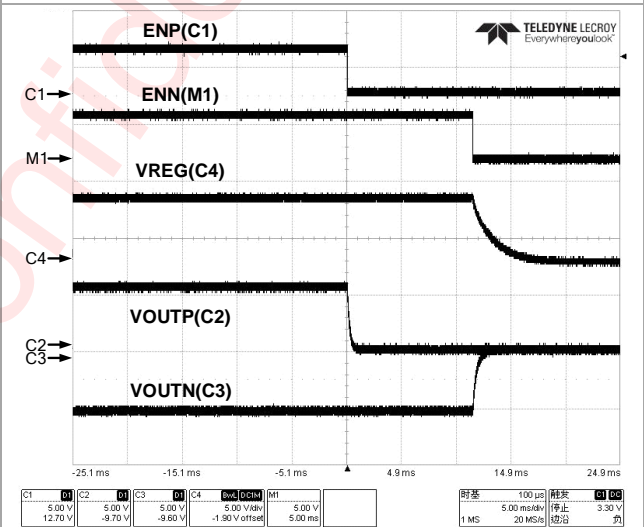 TELEDYNE LECROY
Everywhereyoulook™
ENP(C1)
C1
ENN(M1)
M1
VREG(C4)
C4
VOUTP(C2)
C2
C3
VOUTN(C3)
-25.1 ms -15.1 ms -5.1 ms 4.9 ms 14.9 ms 24.9 ms
C1 D1 C2 D1 C3 D1 C4 BwL DC1M M1 时基 100 µs 触发 C1 DC
5.00 V 5.00 V 5.00 V 5.00 V/div 5.00 V 5.00 ms/div 停止 3.30 V
12.70 V -9.70 V -9.60 V -1.90 V offset 5.00 ms 1 MS 20 MS/s 边沿 负